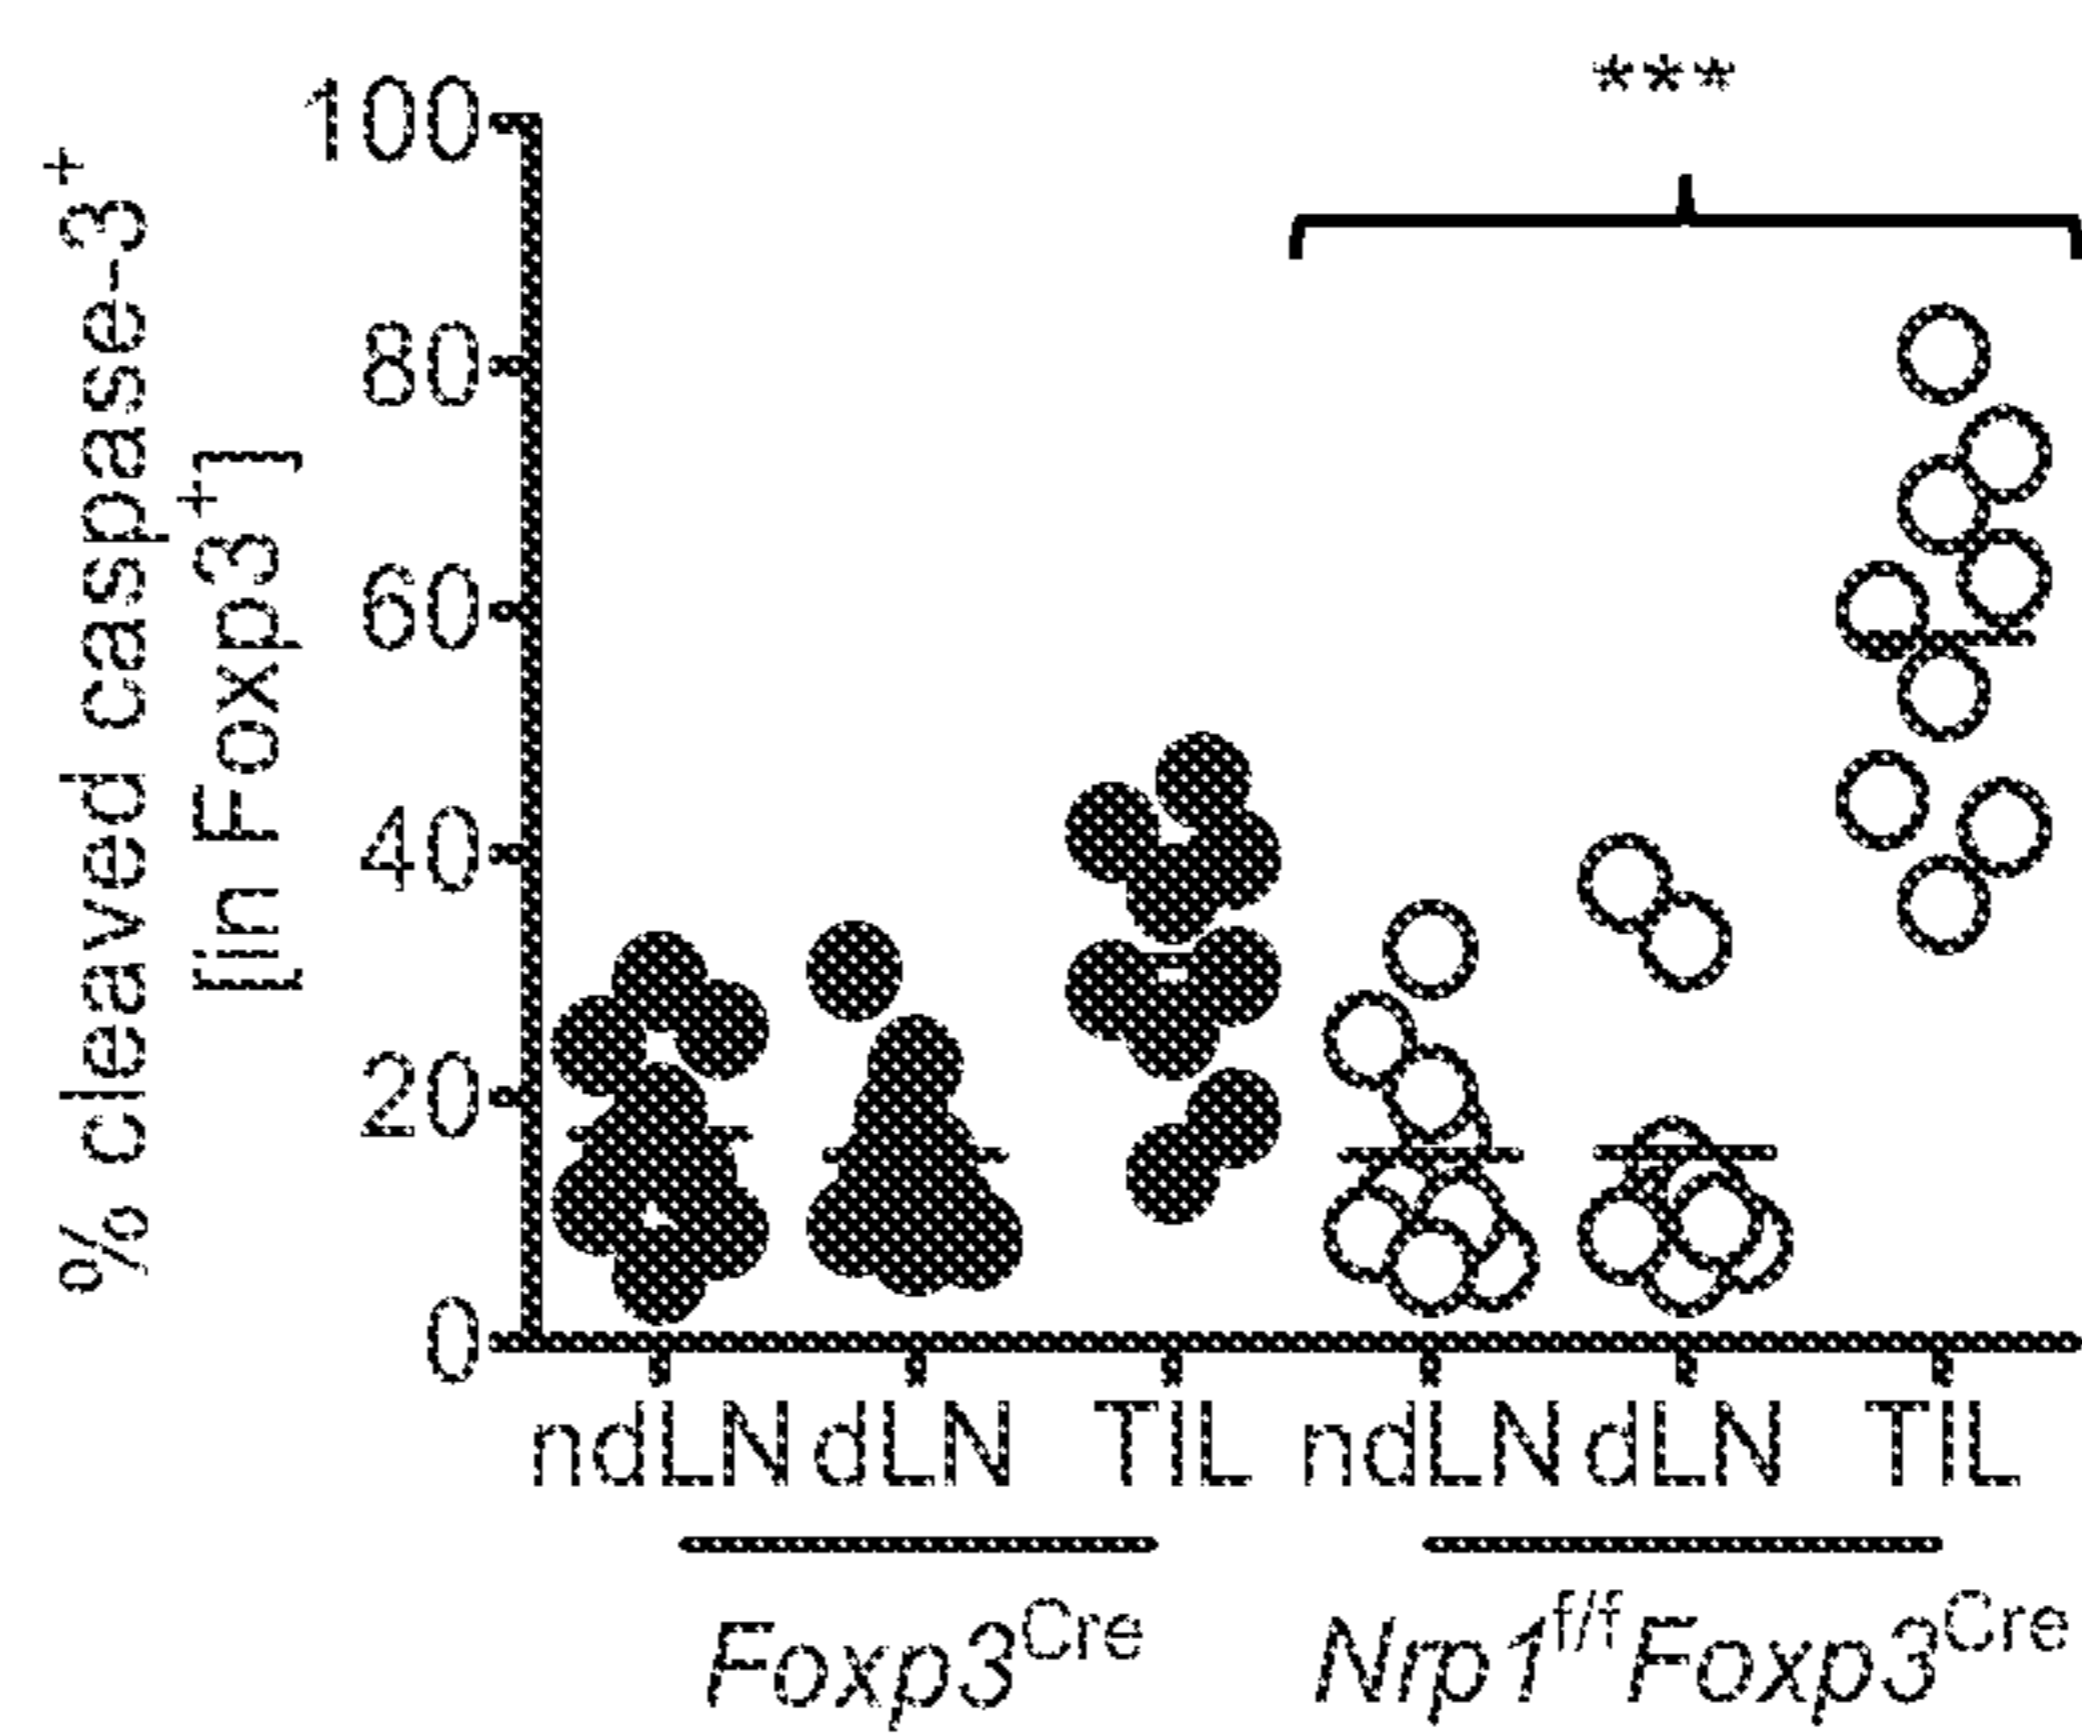 ***
% cleaved caspase-3⁺
[in Foxp3⁺]
100
80
60
40
20
0
ndLN dLN TIL ndLN dLN TIL
Foxp3ᶜʳᵉ Nrp1ᶠ/ᶠFoxp3ᶜʳᵉ